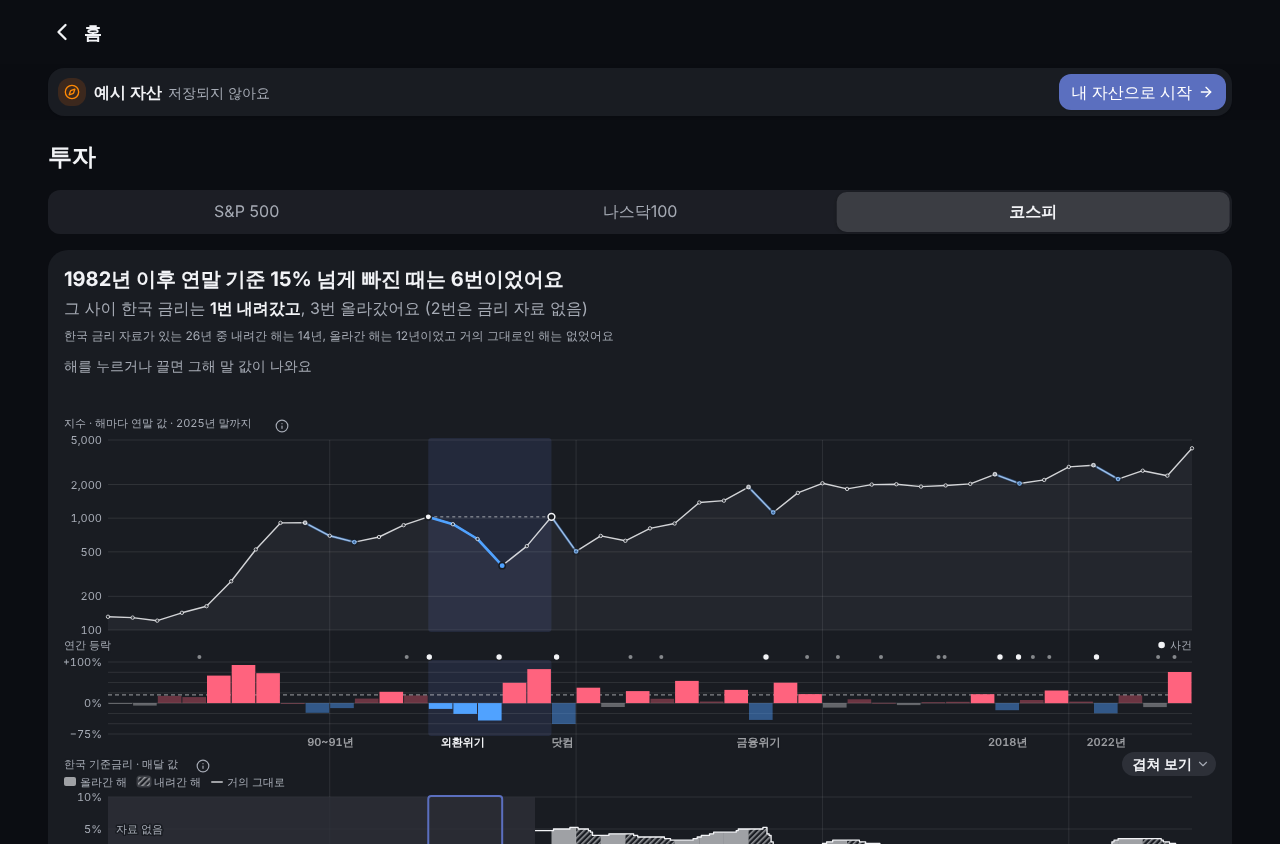 홈
예시 자산 저장되지 않아요
내 자산으로 시작 →
투자
S&P 500 나스닥100 코스피
1982년 이후 연말 기준 15% 넘게 빠진 때는 6번이었어요
그 사이 한국 금리는 1번 내려갔고, 3번 올라갔어요 (2번은 금리 자료 없음)
한국 금리 자료가 있는 26년 중 내려간 해는 14년, 올라간 해는 12년이었고 거의 그대로인 해는 없었어요
해를 누르거나 끌면 그해 말 값이 나와요
지수 · 해마다 연말 값 · 2025년 말까지
5,000
2,000
1,000
500
200
100
연간 등락 사건
+100%
0%
−75%
90~91년 외환위기 닷컴 금융위기 2018년 2022년
한국 기준금리 · 매달 값 겹쳐 보기
올라간 해 내려간 해 거의 그대로
10%
5% 자료 없음